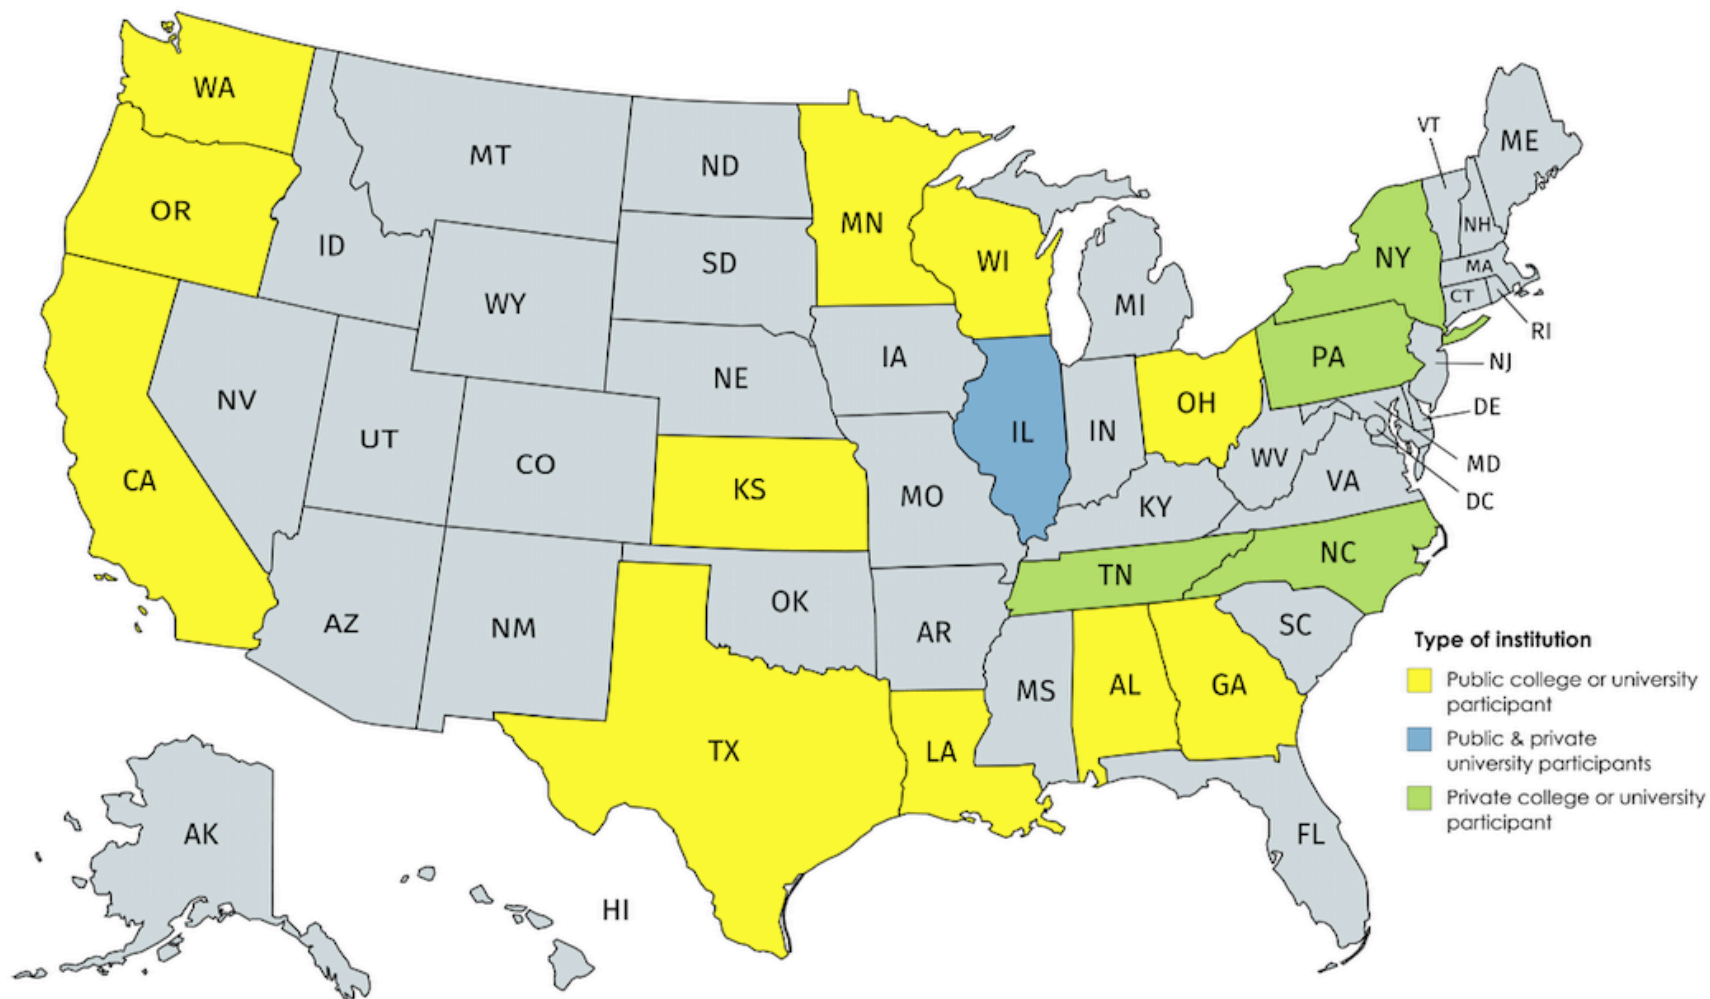 WA
MT
ND
MN
VT
ME
OR
ID
SD
WI
MI
NY
NH
MA
CT
RI
WY
IA
NE
PA
NJ
NV
UT
CO
KS
MO
IL
IN
OH
DE
MD
DC
WV
VA
KY
CA
AZ
NM
OK
AR
TN
NC
SC
MS
AL
GA
TX
LA
FL
AK
HI
Type of institution
Public college or university
participant
Public & private
university participants
Private college or university
participant